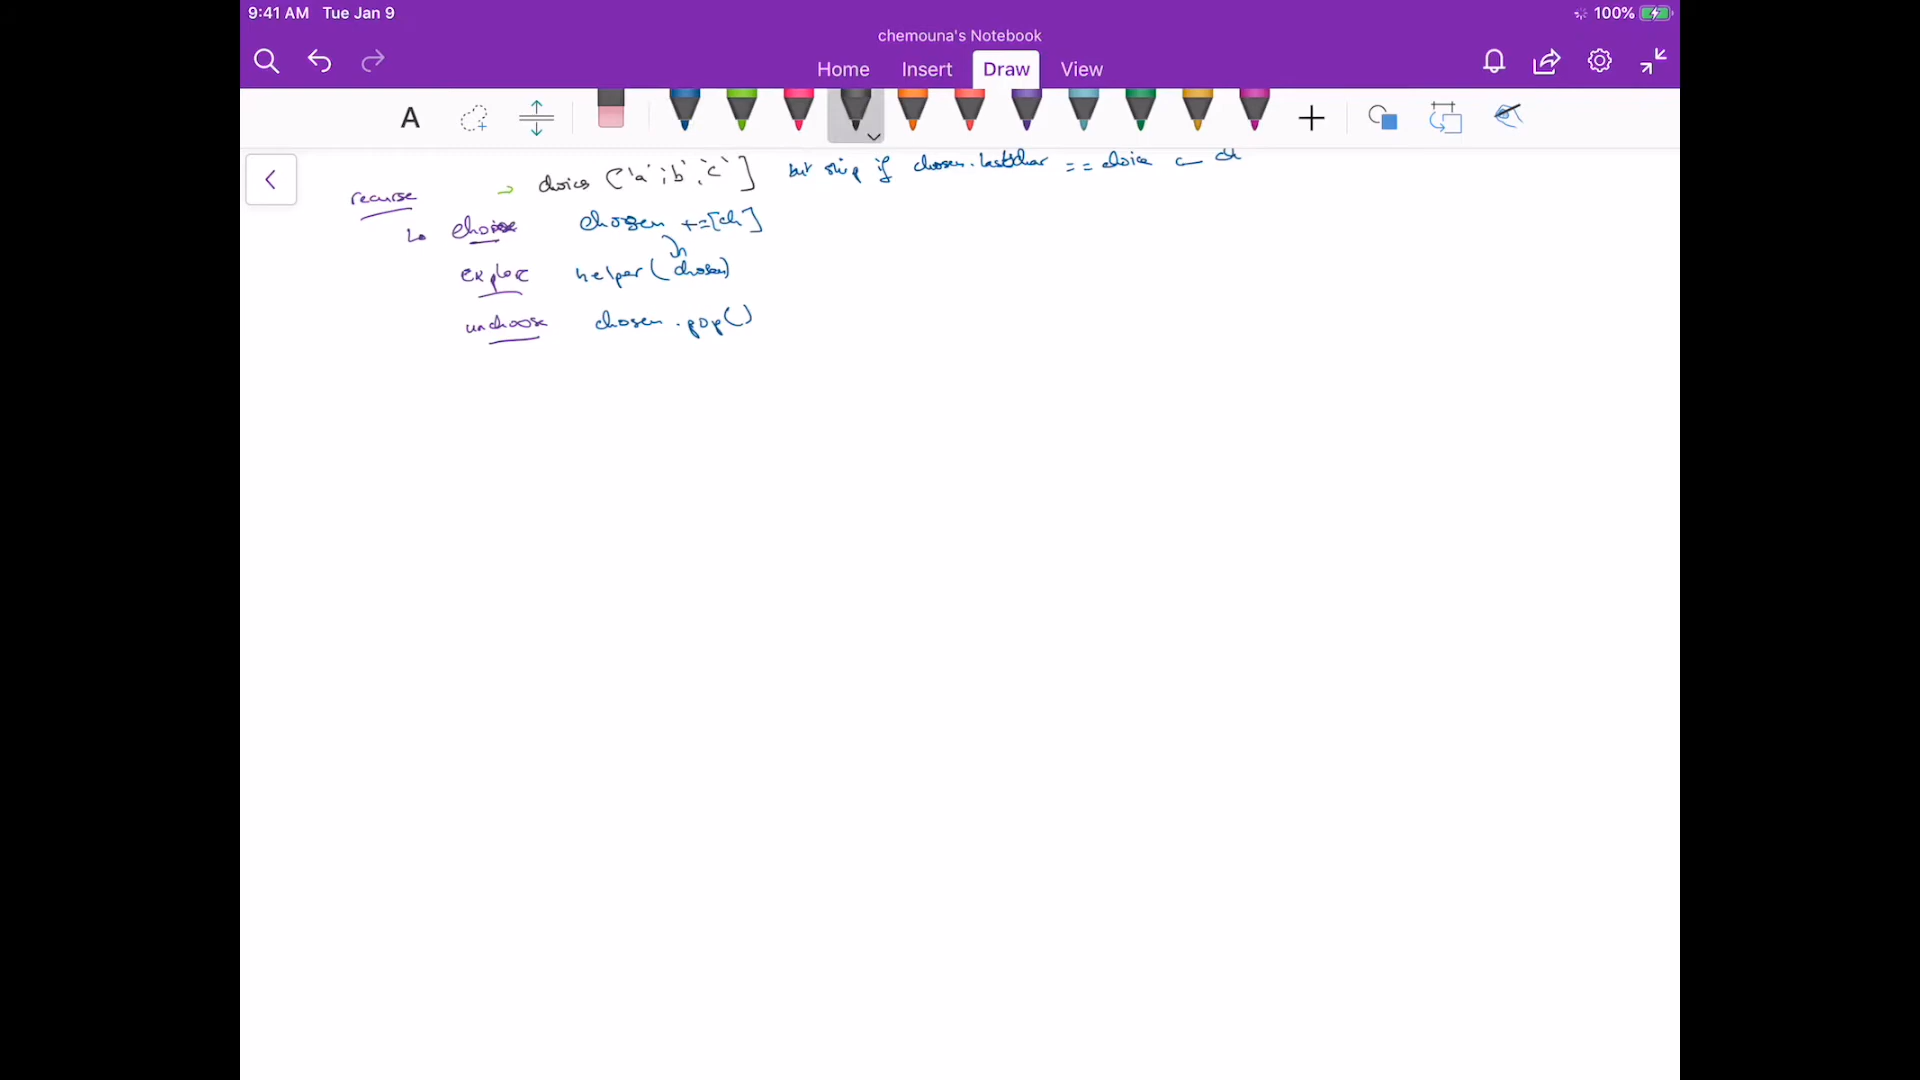 9:41 AM Tue Jan 9
100%
chemouna's Notebook
Home Insert Draw View
A
choices ['a','b','c'] but skip if chosen.lastchar == choice
recurse
choose chosen +=[ch]
explore helper(chosen)
unchoose chosen.pop()